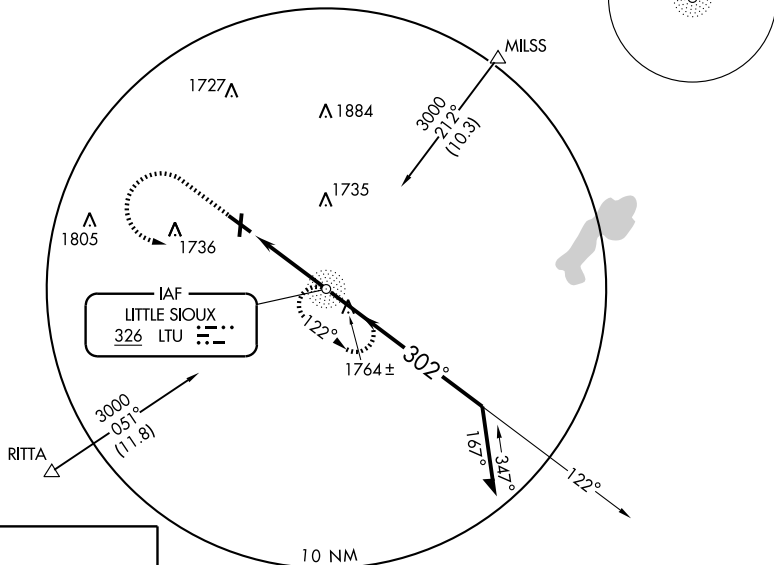 MILSS
1727
1884
3000
212°
(10.3)
1735
1805
1736
IAF
LITTLE SIOUX
326 LTU
122°
1764 ±
302°
3000
051°
(11.8)
RITTA
167°
347°
122°
10 NM